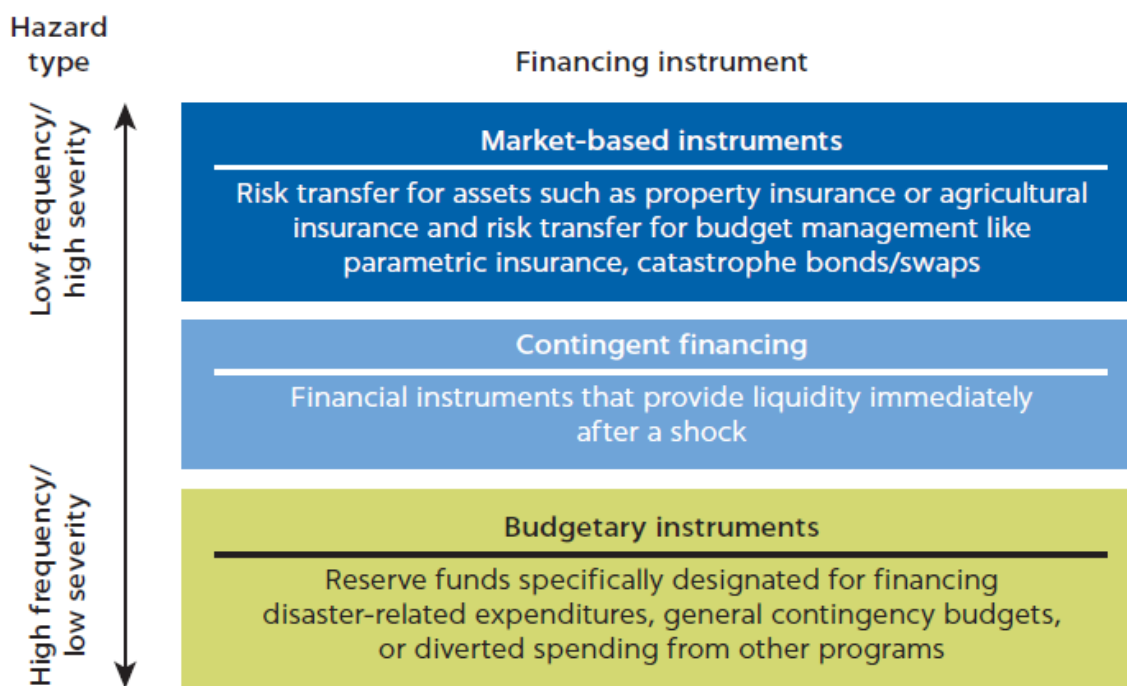 Hazard
type
Financing instrument
Low frequency/
high severity
Market-based instruments
Risk transfer for assets such as property insurance or agricultural
insurance and risk transfer for budget management like
parametric insurance, catastrophe bonds/swaps
Contingent financing
Financial instruments that provide liquidity immediately
after a shock
High frequency/
low severity
Budgetary instruments
Reserve funds specifically designated for financing
disaster-related expenditures, general contingency budgets,
or diverted spending from other programs